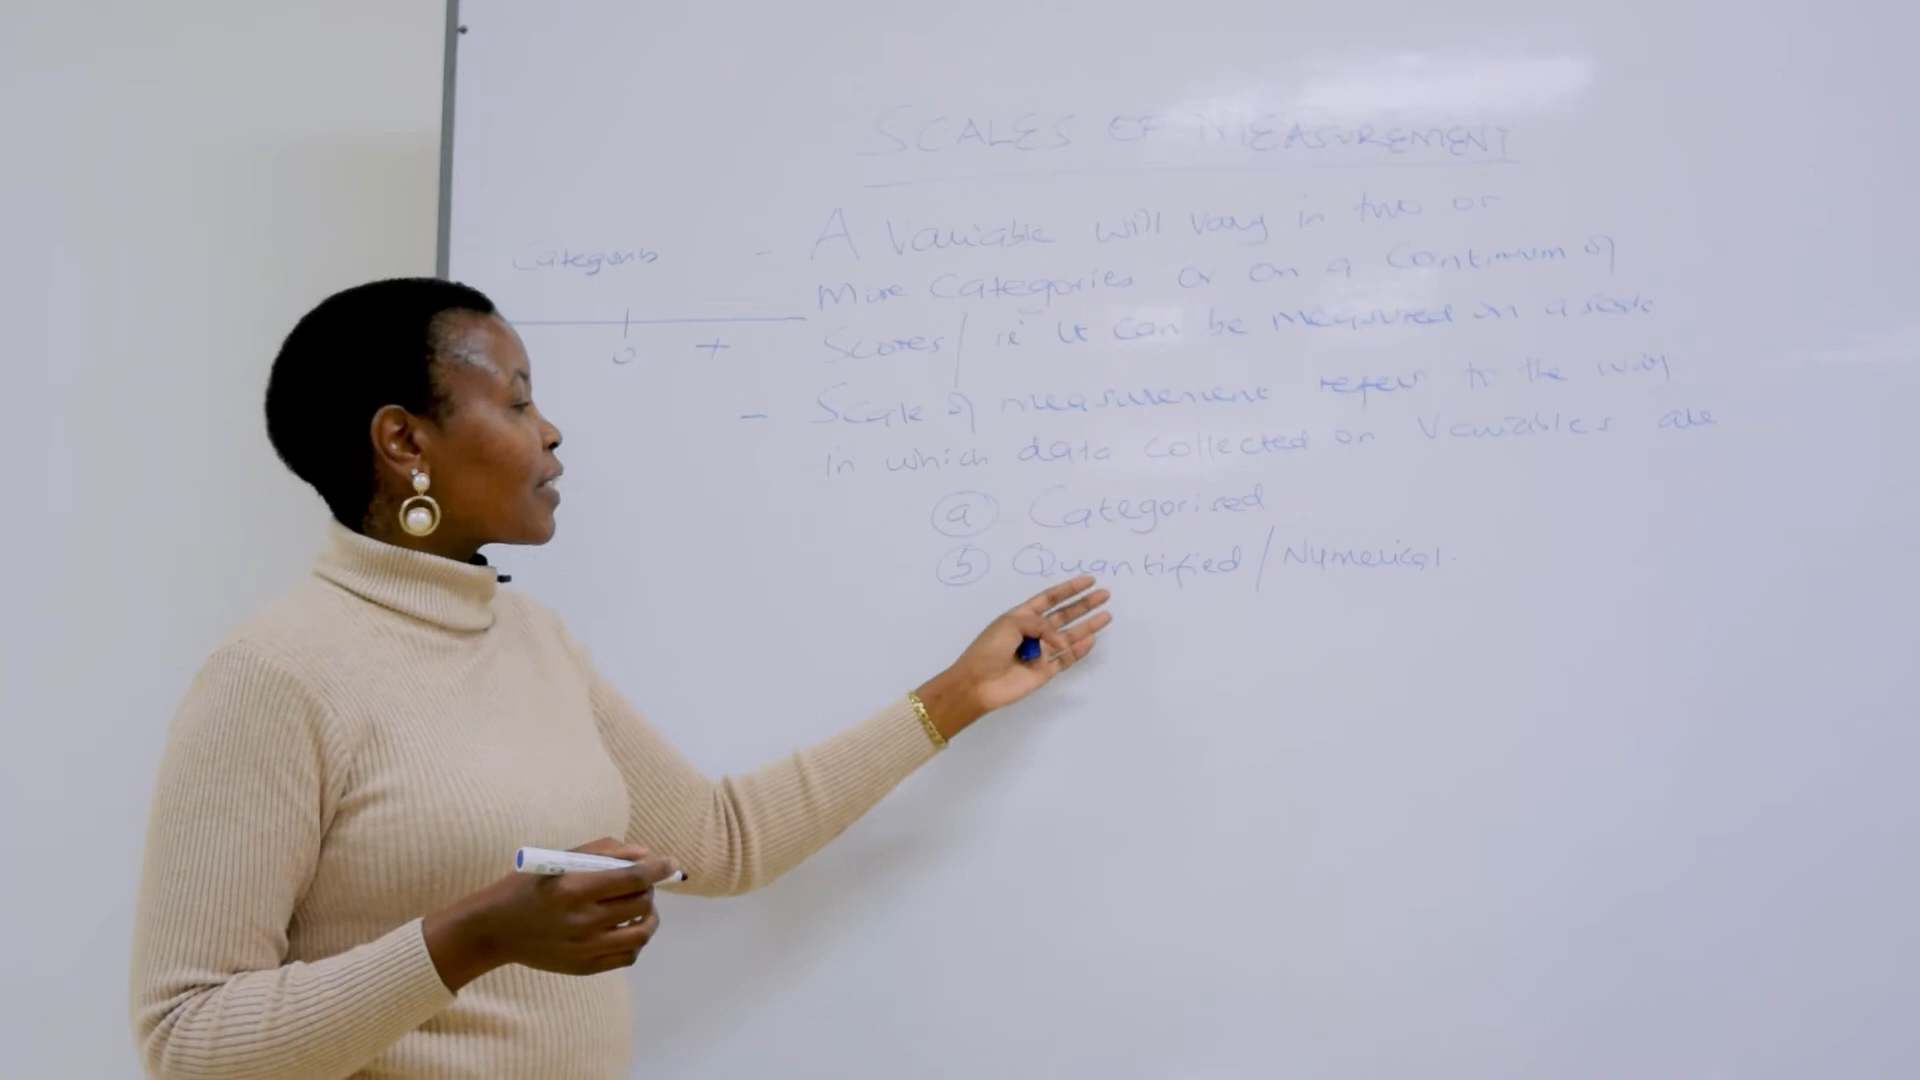 SCALES OF MEASUREMENT
Categoris
0 +
- A Variable will vary in two or
More Categories or on a Continuum of
Scores / ie it can be measured on a scale
- Scale of measurement refers to the way
in which data collected on Variables are
(a) Categorised
(b) Quantified / Numerical.